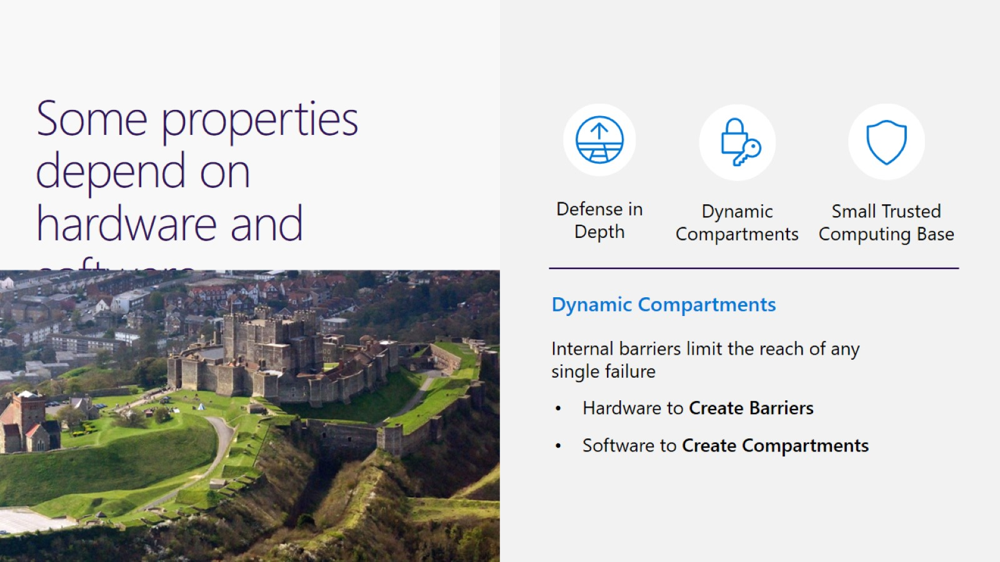 Some properties
depend on
hardware and
software
Defense in
Depth
Dynamic
Compartments
Small Trusted
Computing Base
Dynamic Compartments
Internal barriers limit the reach of any
single failure
• Hardware to Create Barriers
• Software to Create Compartments